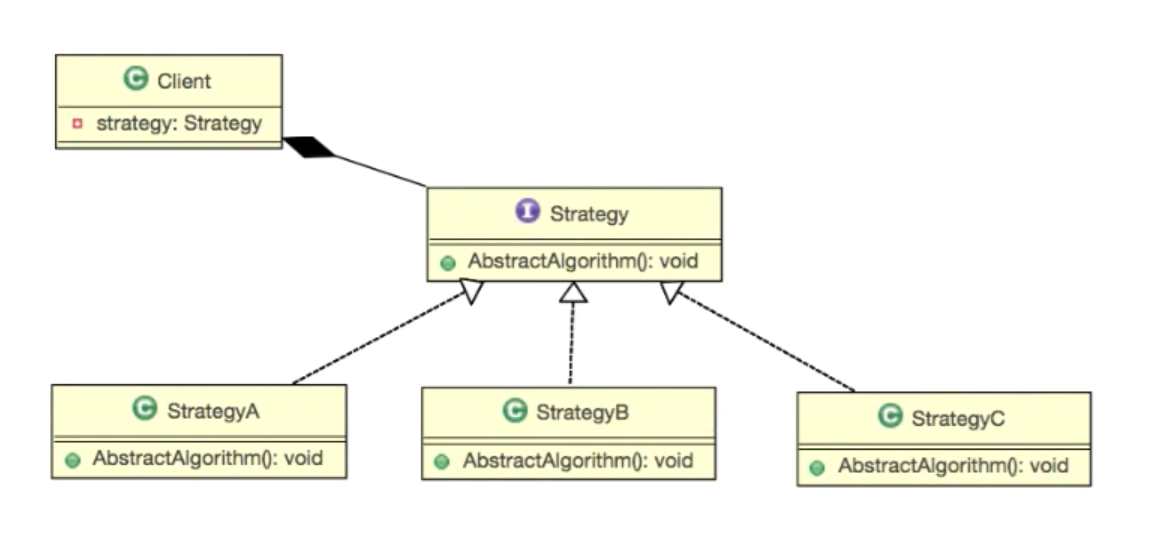 C Client
strategy: Strategy
I Strategy
AbstractAlgorithm(): void
C StrategyA
AbstractAlgorithm(): void
C StrategyB
AbstractAlgorithm(): void
C StrategyC
AbstractAlgorithm(): void